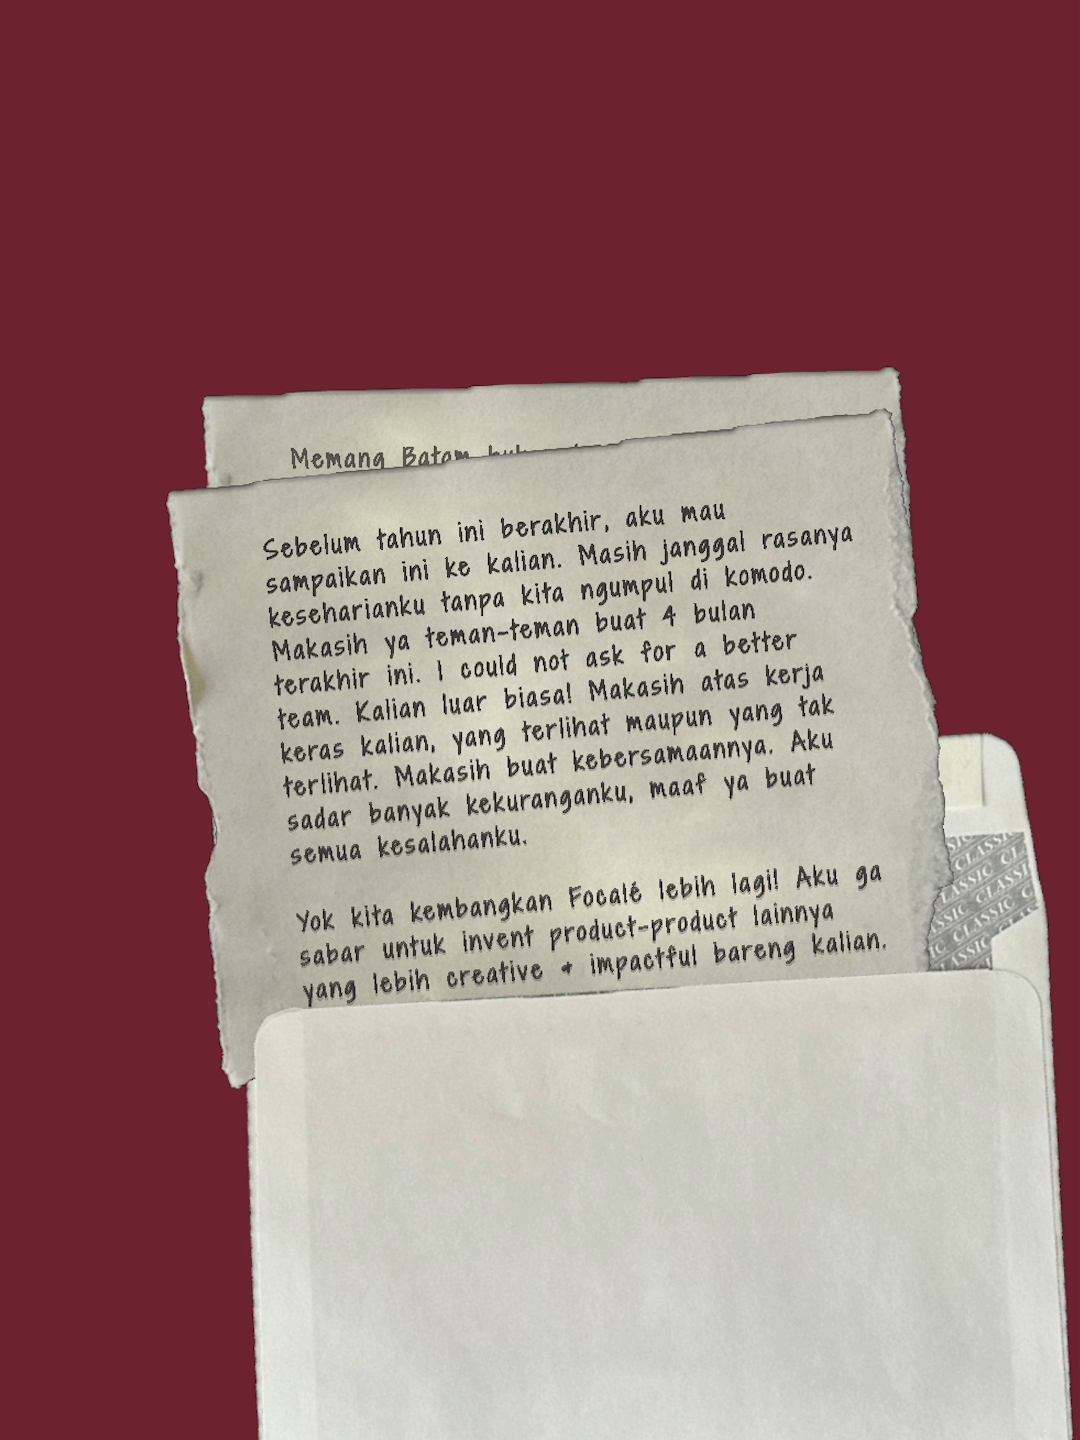 Memang Batam
Sebelum tahun ini berakhir, aku mau
sampaikan ini ke kalian. Masih janggal rasanya
keseharianku tanpa kita ngumpul di komodo.
Makasih ya teman-teman buat 4 bulan
terakhir ini. I could not ask for a better
team. Kalian luar biasa! Makasih atas kerja
keras kalian, yang terlihat maupun yang tak
terlihat. Makasih buat kebersamaannya. Aku
sadar banyak kekuranganku, maaf ya buat
semua kesalahanku.
Yok kita kembangkan Focalé lebih lagi! Aku ga
sabar untuk invent product-product lainnya
yang lebih creative & impactful bareng kalian.
CLASSIC CL
CLASSIC
CLASSIC
CLASSIC